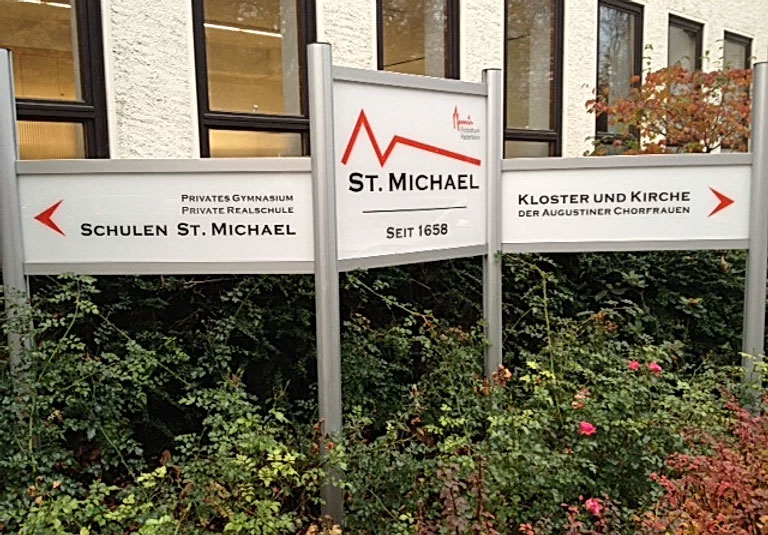 PRIVATES GYMNASIUM
PRIVATE REALSCHULE
SCHULEN ST. MICHAEL
ST. MICHAEL
SEIT 1658
KLOSTER UND KIRCHE
DER AUGUSTINER CHORFRAUEN